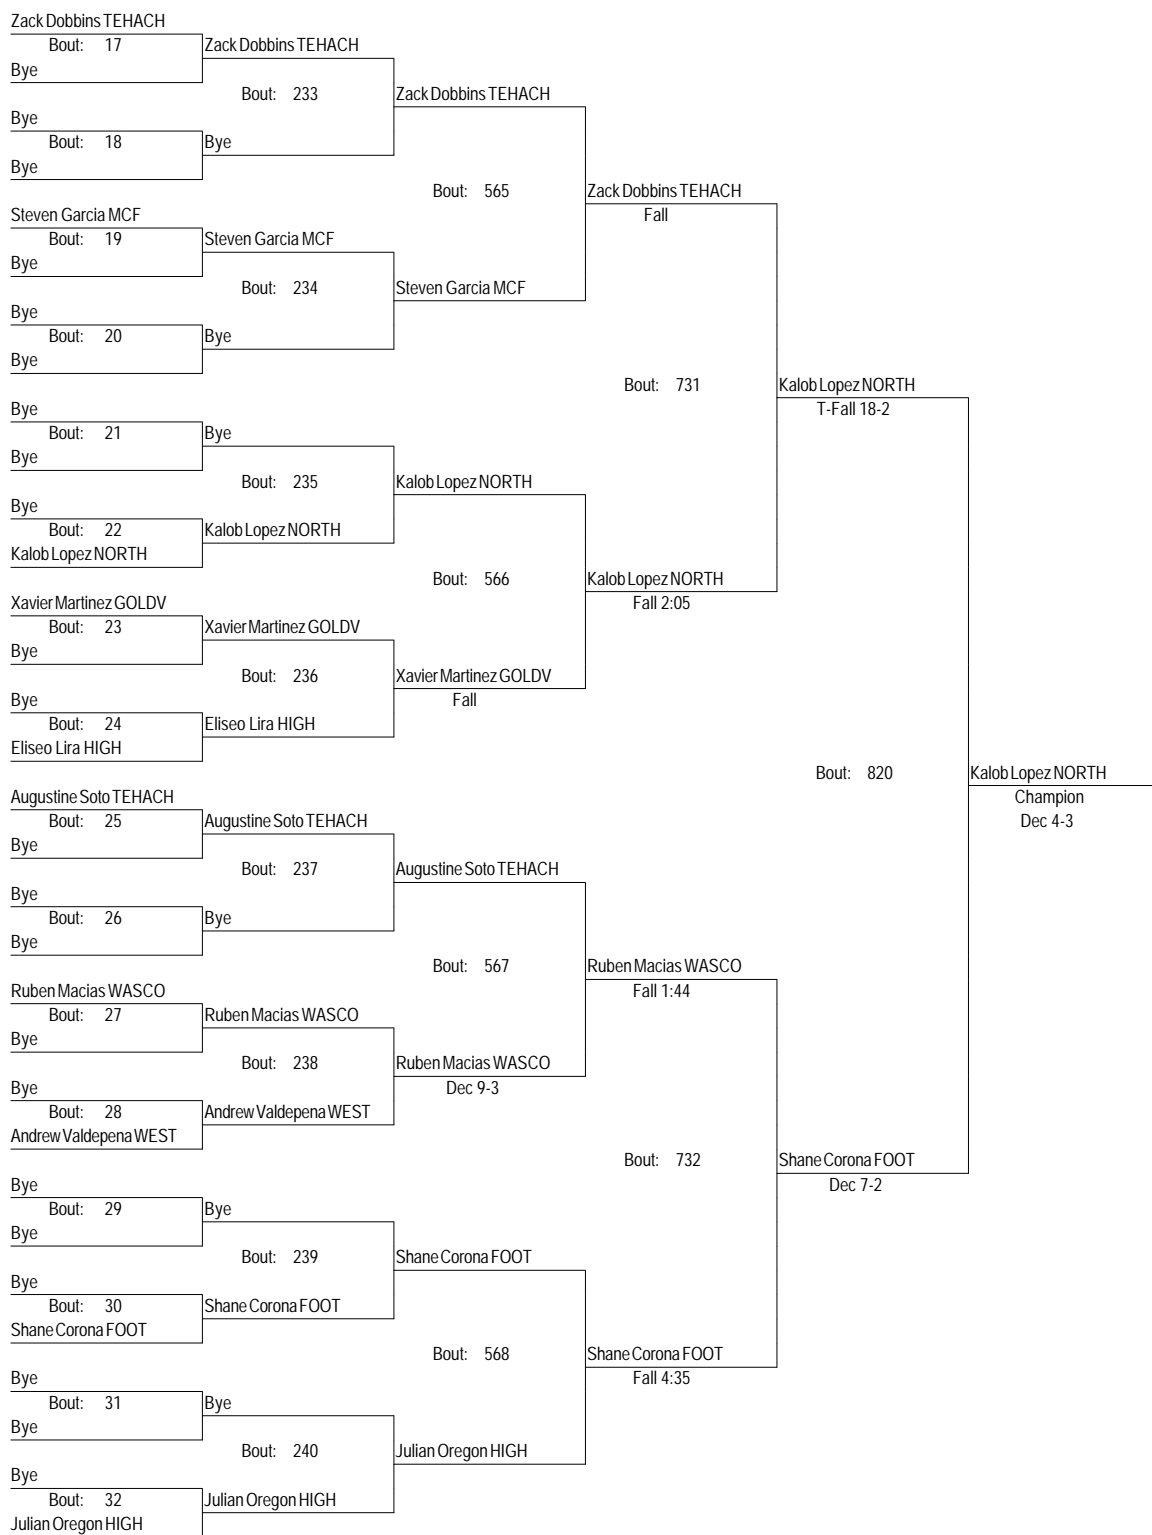 Zack Dobbins TEHACH
Bout: 17 Zack Dobbins TEHACH
Bye
Bout: 233 Zack Dobbins TEHACH
Bye
Bout: 18 Bye
Bye
Bout: 565 Zack Dobbins TEHACH
Steven Garcia MCF Fall
Bout: 19 Steven Garcia MCF
Bye
Bout: 234 Steven Garcia MCF
Bye
Bout: 20 Bye
Bye
Bout: 731 Kalob Lopez NORTH
Bye T-Fall 18-2
Bout: 21 Bye
Bye
Bout: 235 Kalob Lopez NORTH
Bye
Bout: 22 Kalob Lopez NORTH
Kalob Lopez NORTH
Bout: 566 Kalob Lopez NORTH
Xavier Martinez GOLDV Fall 2:05
Bout: 23 Xavier Martinez GOLDV
Bye
Bout: 236 Xavier Martinez GOLDV
Bye Fall
Bout: 24 Eliseo Lira HIGH
Eliseo Lira HIGH
Bout: 820 Kalob Lopez NORTH
Augustine Soto TEHACH Champion
Bout: 25 Augustine Soto TEHACH Dec 4-3
Bye
Bout: 237 Augustine Soto TEHACH
Bye
Bout: 26 Bye
Bye
Bout: 567 Ruben Macias WASCO
Ruben Macias WASCO Fall 1:44
Bout: 27 Ruben Macias WASCO
Bye
Bout: 238 Ruben Macias WASCO
Bye Dec 9-3
Bout: 28 Andrew Valdepena WEST
Andrew Valdepena WEST
Bout: 732 Shane Corona FOOT
Bye Dec 7-2
Bout: 29 Bye
Bye
Bout: 239 Shane Corona FOOT
Bye
Bout: 30 Shane Corona FOOT
Shane Corona FOOT
Bout: 568 Shane Corona FOOT
Bye Fall 4:35
Bout: 31 Bye
Bye
Bout: 240 Julian Oregon HIGH
Bye
Bout: 32 Julian Oregon HIGH
Julian Oregon HIGH